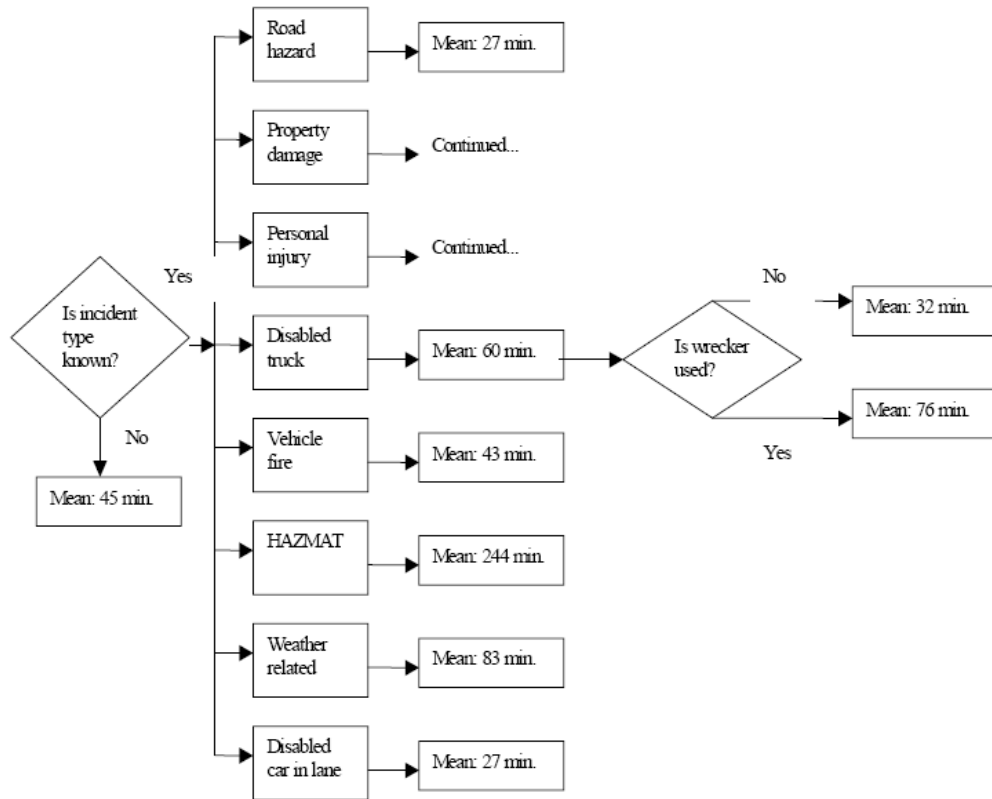 Road
hazard
Mean: 27 min.
Property
damage
Continued...
Personal
injury
Continued...
Yes
Is incident
type
known?
No
Mean: 45 min.
Disabled
truck
Mean: 60 min.
Is wrecker
used?
No
Mean: 32 min.
Yes
Mean: 76 min.
Vehicle
fire
Mean: 43 min.
HAZMAT
Mean: 244 min.
Weather
related
Mean: 83 min.
Disabled
car in lane
Mean: 27 min.